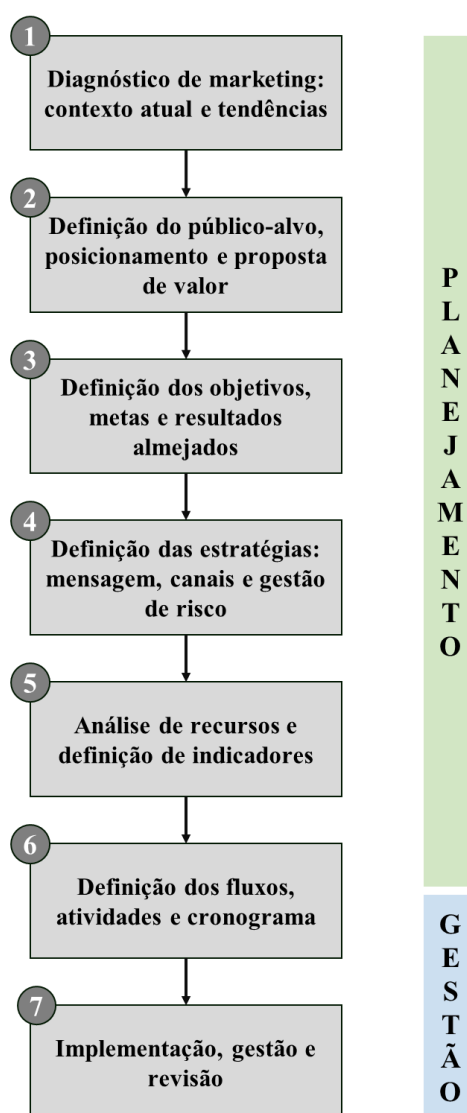 1
Diagnóstico de marketing:
contexto atual e tendências
2
Definição do público-alvo,
posicionamento e proposta
de valor
3
Definição dos objetivos,
metas e resultados
almejados
4
Definição das estratégias:
mensagem, canais e gestão
de risco
5
Análise de recursos e
definição de indicadores
6
Definição dos fluxos,
atividades e cronograma
7
Implementação, gestão e
revisão
P
L
A
N
E
J
A
M
E
N
T
O
G
E
S
T
Ã
O